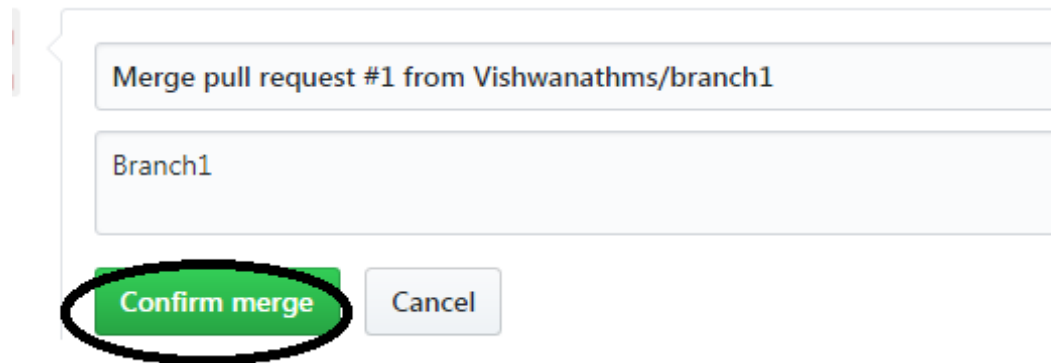 Merge pull request #1 from Vishwanathms/branch1
Branch1
Confirm merge Cancel